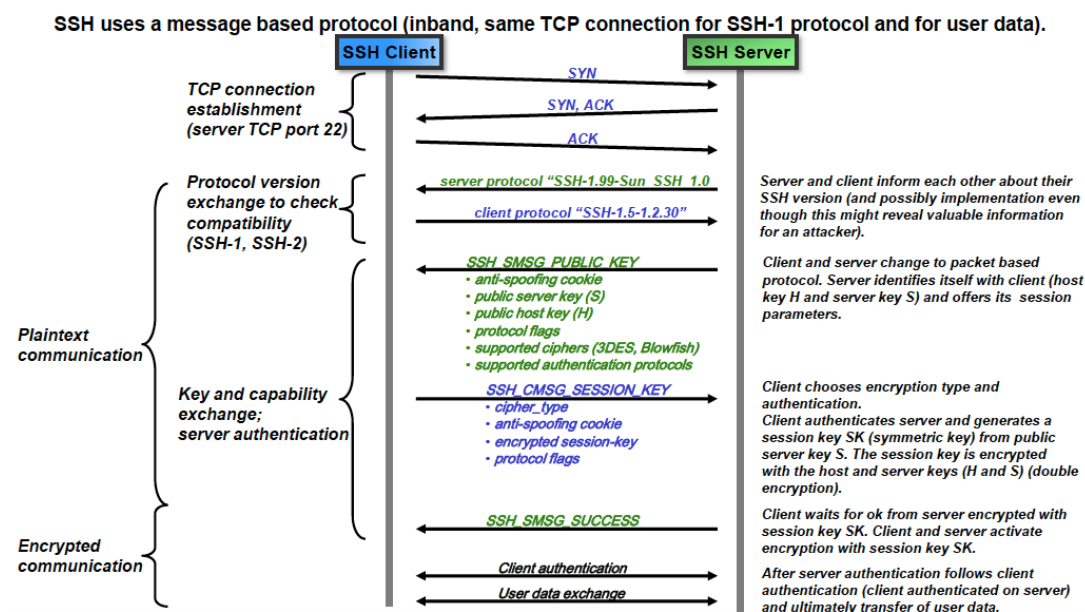 SSH uses a message based protocol (inband, same TCP connection for SSH-1 protocol and for user data).
SSH Client
SSH Server
TCP connection
establishment
(server TCP port 22)
SYN
SYN, ACK
ACK
Protocol version
exchange to check
compatibility
(SSH-1, SSH-2)
server protocol “SSH-1.99-Sun_SSH_1.0
client protocol “SSH-1.5-1.2.30”
Server and client inform each other about their
SSH version (and possibly implementation even
though this might reveal valuable information
for an attacker).
Plaintext
communication
Key and capability
exchange;
server authentication
SSH_SMSG_PUBLIC_KEY
• anti-spoofing cookie
• public server key (S)
• public host key (H)
• protocol flags
• supported ciphers (3DES, Blowfish)
• supported authentication protocols
Client and server change to packet based
protocol. Server identifies itself with client (host
key H and server key S) and offers its session
parameters.
SSH_CMSG_SESSION_KEY
• cipher_type
• anti-spoofing cookie
• encrypted session-key
• protocol flags
Client chooses encryption type and
authentication.
Client authenticates server and generates a
session key SK (symmetric key) from public
server key S. The session key is encrypted
with the host and server keys (H and S) (double
encryption).
SSH_SMSG_SUCCESS
Client waits for ok from server encrypted with
session key SK. Client and server activate
encryption with session key SK.
Encrypted
communication
Client authentication
User data exchange
After server authentication follows client
authentication (client authenticated on server)
and ultimately transfer of user data.